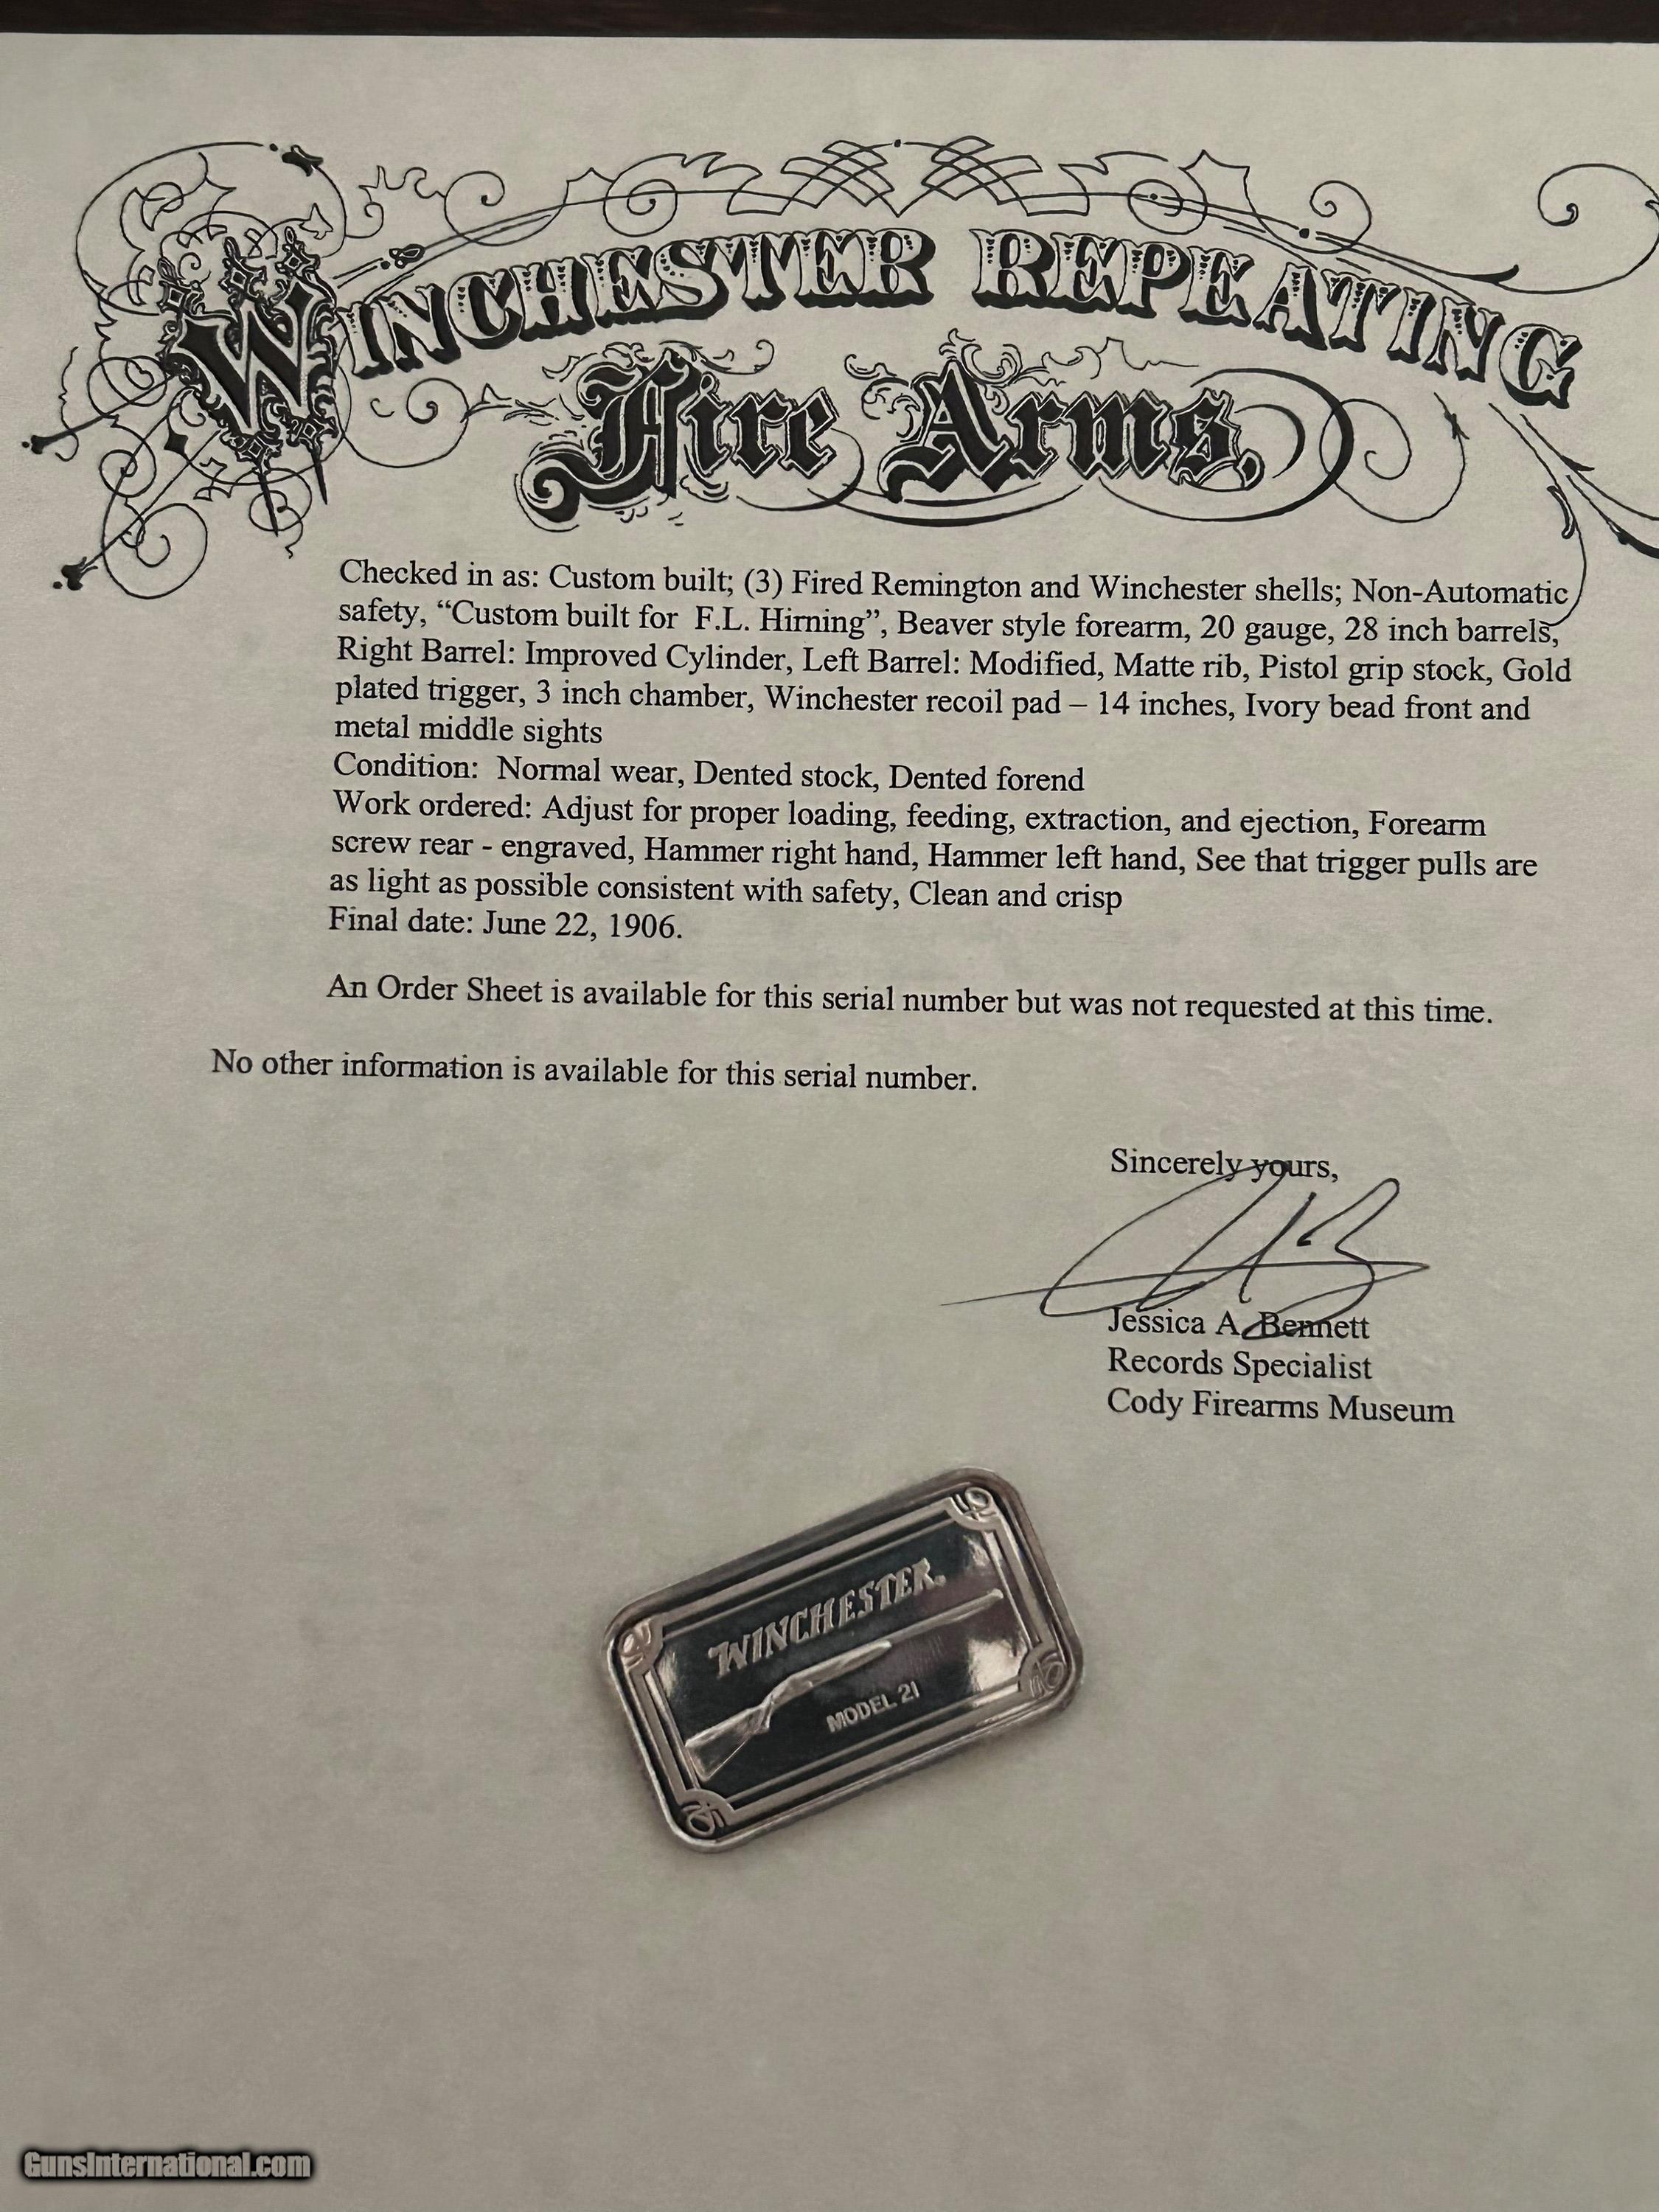 WINCHESTER REPEATING
Fire Arms.
Checked in as: Custom built; (3) Fired Remington and Winchester shells; Non-Automatic
safety, “Custom built for F.L. Hirning”, Beaver style forearm, 20 gauge, 28 inch barrels,
Right Barrel: Improved Cylinder, Left Barrel: Modified, Matte rib, Pistol grip stock, Gold
plated trigger, 3 inch chamber, Winchester recoil pad – 14 inches, Ivory bead front and
metal middle sights
Condition: Normal wear, Dented stock, Dented forend
Work ordered: Adjust for proper loading, feeding, extraction, and ejection, Forearm
screw rear - engraved, Hammer right hand, Hammer left hand, See that trigger pulls are
as light as possible consistent with safety, Clean and crisp
Final date: June 22, 1906.
An Order Sheet is available for this serial number but was not requested at this time.
No other information is available for this serial number.
Sincerely yours,
Jessica A. Bennett
Records Specialist
Cody Firearms Museum
WINCHESTER.
MODEL 21
GunsInternational.com